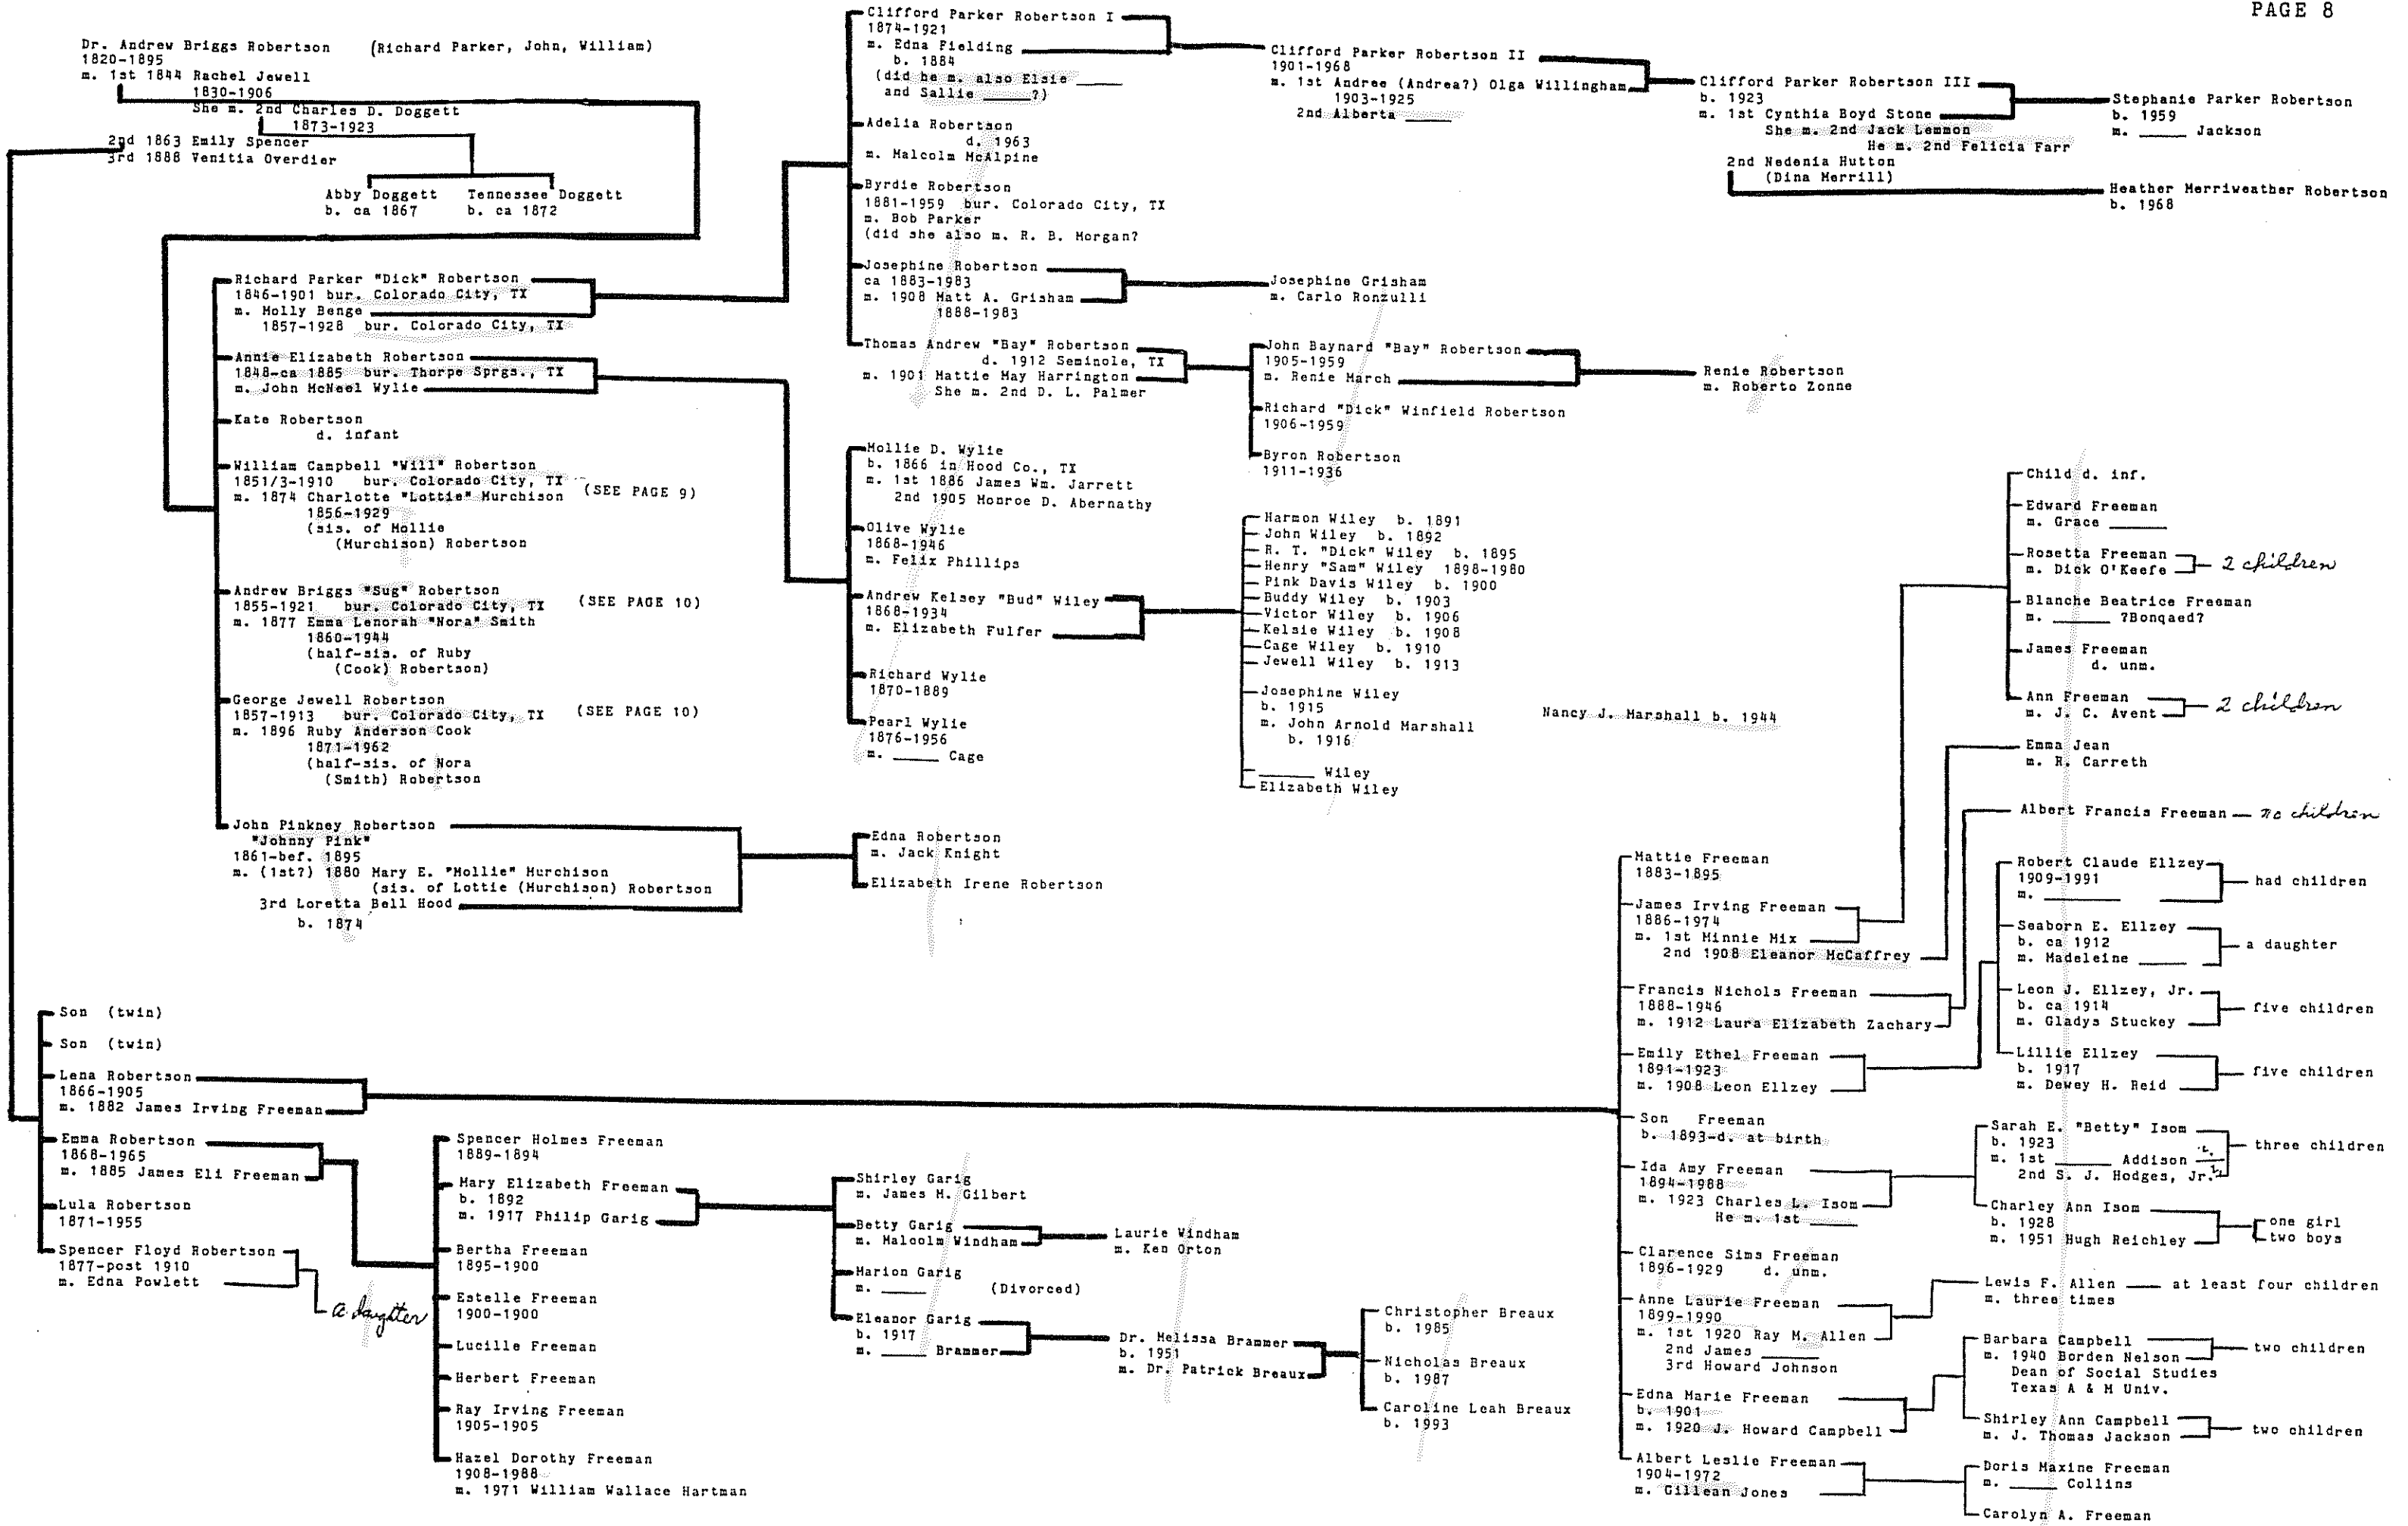 PAGE 8
Dr. Andrew Briggs Robertson (Richard Parker, John, William)
1820-1895
m. 1st 1844 Rachel Jewell
1830-1906
She m. 2nd Charles D. Doggett
1873-1923
2nd 1863 Emily Spencer
3rd 1888 Venitia Overdier
Abby Doggett
b. ca 1867
Tennessee Doggett
b. ca 1872
Richard Parker "Dick" Robertson
1846-1901 bur. Colorado City, TX
m. Molly Benge
1857-1928 bur. Colorado City, TX
Annie Elizabeth Robertson
1848-ca 1885 bur. Thorpe Sprgs., TX
m. John McNeel Wylie
Kate Robertson
d. infant
William Campbell "Will" Robertson
1851/3-1910 bur. Colorado City, TX
(SEE PAGE 9)
m. 1874 Charlotte "Lottie" Murchison
1856-1929
(sis. of Mollie
(Murchison) Robertson
Andrew Briggs "Sug" Robertson
1855-1921 bur. Colorado City, TX (SEE PAGE 10)
m. 1877 Emma Lenorah "Nora" Smith
1860-1944
(half-sis. of Ruby
(Cook) Robertson)
George Jewell Robertson
1857-1913 bur. Colorado City, TX (SEE PAGE 10)
m. 1896 Ruby Anderson Cook
1871-1962
(half-sis. of Nora
(Smith) Robertson
John Pinkney Robertson
"Johnny Pink"
1861-bef. 1895
m. (1st?) 1880 Mary E. "Mollie" Murchison
(sis. of Lottie (Murchison) Robertson
3rd Loretta Bell Hood
b. 1874
Clifford Parker Robertson I
1874-1921
m. Edna Fielding
b. 1884
(did he m. also Elsie ____
and Sallie ____?)
Adelia Robertson
d. 1963
m. Malcolm McAlpine
Byrdie Robertson
1881-1959 bur. Colorado City, TX
m. Bob Parker
(did she also m. R. B. Morgan?
Josephine Robertson
ca 1883-1983
m. 1908 Matt A. Grisham
1888-1983
Thomas Andrew "Bay" Robertson
d. 1912 Seminole, TX
m. 1901 Mattie May Harrington
She m. 2nd D. L. Palmer
Clifford Parker Robertson II
1901-1968
m. 1st Andree (Andrea?) Olga Willingham
1903-1925
2nd Alberta ____
Clifford Parker Robertson III
b. 1923
m. 1st Cynthia Boyd Stone
She m. 2nd Jack Lemmon
He m. 2nd Felicia Farr
2nd Nedenia Hutton
(Dina Merrill)
Stephanie Parker Robertson
b. 1959
m. ____ Jackson
Heather Merriweather Robertson
b. 1968
Josephine Grisham
m. Carlo Ronzulli
John Baynard "Bay" Robertson
1905-1959
m. Renie March
Richard "Dick" Winfield Robertson
1906-1959
Byron Robertson
1911-1936
Renie Robertson
m. Roberto Zonne
Mollie D. Wylie
b. 1866 in Hood Co., TX
m. 1st 1886 James Wm. Jarrett
2nd 1905 Monroe D. Abernathy
Olive Wylie
1868-1946
m. Felix Phillips
Andrew Kelsey "Bud" Wiley
1868-1934
m. Elizabeth Fulfer
Richard Wylie
1870-1889
Pearl Wylie
1876-1956
m. ____ Cage
Harmon Wiley b. 1891
John Wiley b. 1892
R. T. "Dick" Wiley b. 1895
Henry "Sam" Wiley 1898-1980
Pink Davis Wiley b. 1900
Buddy Wiley b. 1903
Victor Wiley b. 1906
Kelsie Wiley b. 1908
Cage Wiley b. 1910
Jewell Wiley b. 1913
Josephine Wiley
b. 1915
m. John Arnold Marshall
b. 1916
____ Wiley
Elizabeth Wiley
Nancy J. Marshall b. 1944
Edna Robertson
m. Jack Knight
Elizabeth Irene Robertson
Son (twin)
Son (twin)
Lena Robertson
1866-1905
m. 1882 James Irving Freeman
Emma Robertson
1868-1965
m. 1885 James Eli Freeman
Lula Robertson
1871-1955
Spencer Floyd Robertson
1877-post 1910
m. Edna Powlett
a daughter
Spencer Holmes Freeman
1889-1894
Mary Elizabeth Freeman
b. 1892
m. 1917 Philip Garig
Bertha Freeman
1895-1900
Estelle Freeman
1900-1900
Lucille Freeman
Herbert Freeman
Ray Irving Freeman
1905-1905
Hazel Dorothy Freeman
1908-1988
m. 1971 William Wallace Hartman
Shirley Garig
m. James M. Gilbert
Betty Garig
m. Malcolm Windham
Marion Garig
m. ____ (Divorced)
Eleanor Garig
b. 1917
m. ____ Brammer
Laurie Windham
m. Ken Orton
Dr. Melissa Brammer
b. 1951
m. Dr. Patrick Breaux
Christopher Breaux
b. 1985
Nicholas Breaux
b. 1987
Caroline Leah Breaux
b. 1993
Mattie Freeman
1883-1895
James Irving Freeman
1886-1974
m. 1st Minnie Mix
2nd 1908 Eleanor McCaffrey
Francis Nichols Freeman
1888-1946
m. 1912 Laura Elizabeth Zachary
Emily Ethel Freeman
1891-1923
m. 1908 Leon Ellzey
Son Freeman
b. 1893-d. at birth
Ida Amy Freeman
1894-1988
m. 1923 Charles L. Isom
He m. 1st ____
Clarence Sims Freeman
1896-1929 d. unm.
Anne Laurie Freeman
1899-1990
m. 1st 1920 Ray M. Allen
2nd James ____
3rd Howard Johnson
Edna Marie Freeman
b. 1901
m. 1920 J. Howard Campbell
Albert Leslie Freeman
1904-1972
m. Gillean Jones
Child d. inf.
Edward Freeman
m. Grace ____
Rosetta Freeman
m. Dick O'Keefe
2 children
Blanche Beatrice Freeman
m. ____ ?Bonqaed?
James Freeman
d. unm.
Ann Freeman
m. J. C. Avent
2 children
Emma Jean
m. R. Carreth
Albert Francis Freeman
no children
Robert Claude Ellzey
1909-1991
m. ____
had children
Seaborn E. Ellzey
b. ca 1912
m. Madeleine ____
a daughter
Leon J. Ellzey, Jr.
b. ca 1914
m. Gladys Stuckey
five children
Lillie Ellzey
b. 1917
m. Dewey H. Reid
five children
Sarah E. "Betty" Isom
b. 1923
m. 1st ____ Addison
2nd S. J. Hodges, Jr.
three children
Charley Ann Isom
b. 1928
m. 1951 Hugh Reichley
one girl
two boys
Lewis F. Allen
m. three times
at least four children
Barbara Campbell
m. 1940 Borden Nelson
Dean of Social Studies
Texas A & M Univ.
two children
Shirley Ann Campbell
m. J. Thomas Jackson
two children
Doris Maxine Freeman
m. ____ Collins
Carolyn A. Freeman